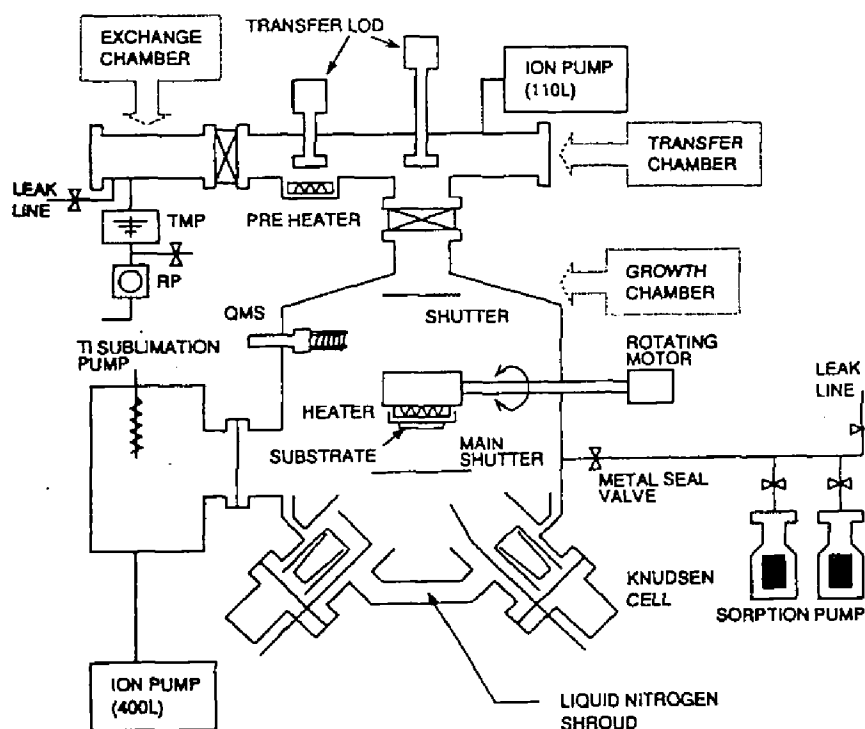 EXCHANGE
CHAMBER
TRANSFER LOD
ION PUMP
(110L)
TRANSFER
CHAMBER
LEAK
LINE
TMP
PRE HEATER
RP
GROWTH
CHAMBER
QMS
SHUTTER
TI SUBLIMATION
PUMP
ROTATING
MOTOR
LEAK
LINE
HEATER
SUBSTRATE
MAIN
SHUTTER
METAL SEAL
VALVE
KNUDSEN
CELL
SORPTION PUMP
ION PUMP
(400L)
LIQUID NITROGEN
SHROUD